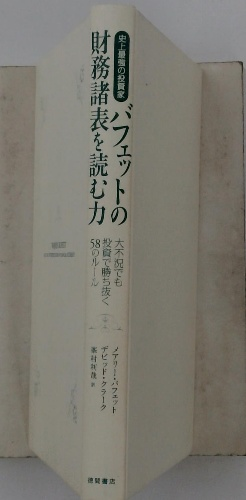 史上最強の投資家
バフェットの
財務諸表を読む力
大不況でも
投資で勝ち抜く
58のルール
メアリー・バフェット
デビッド・クラーク
峯村利哉 訳
徳間書店